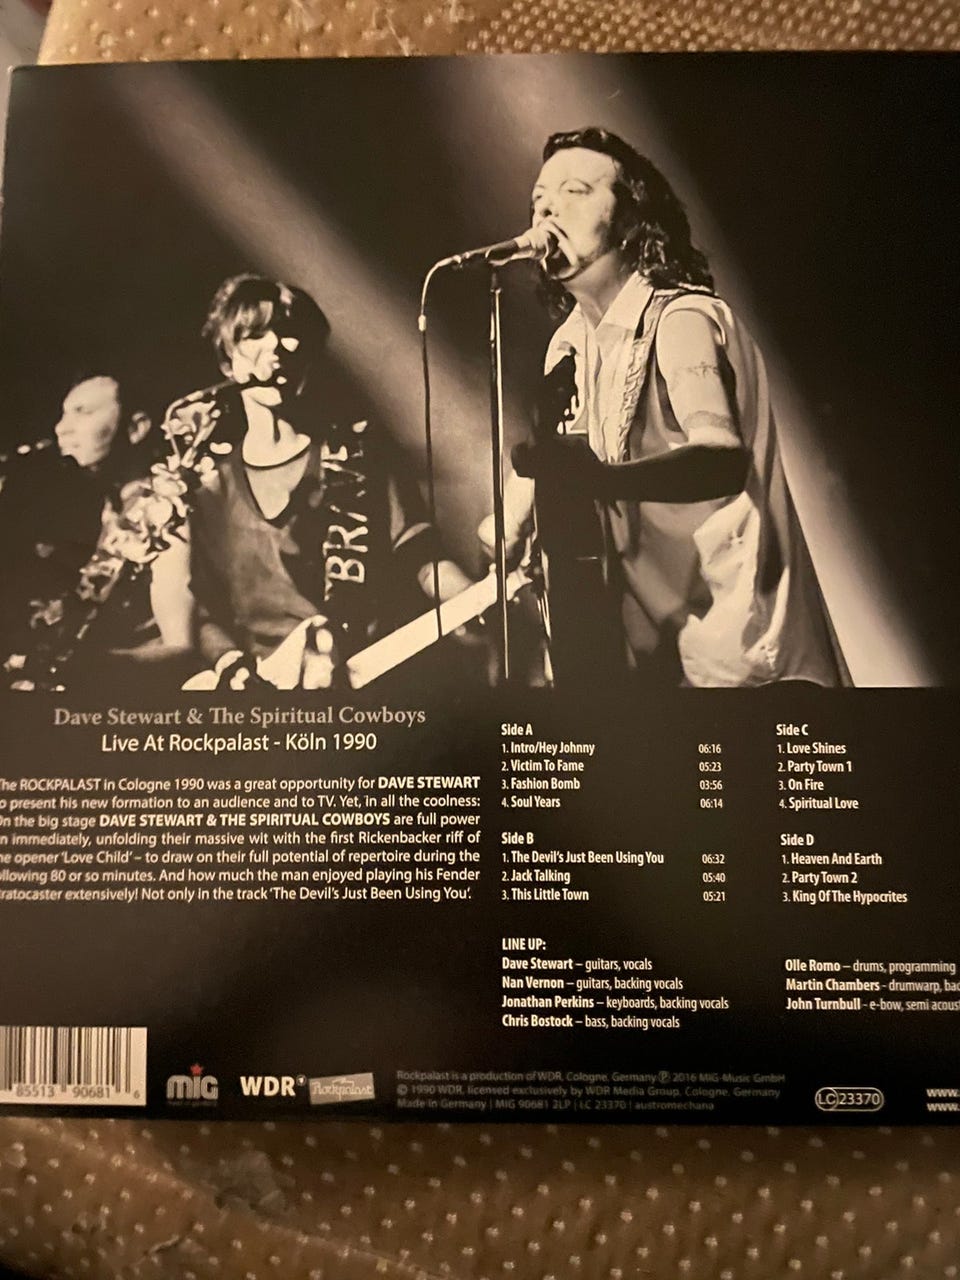 BRAVE
Dave Stewart & The Spiritual Cowboys
Live At Rockpalast - Köln 1990
he ROCKPALAST in Cologne 1990 was a great opportunity for DAVE STEWART
o present his new formation to an audience and to TV. Yet, in all the coolness:
On the big stage DAVE STEWART & THE SPIRITUAL COWBOYS are full power
n immediately, unfolding their massive wit with the first Rickenbacker riff of
he opener 'Love Child' – to draw on their full potential of repertoire during the
ollowing 80 or so minutes. And how much the man enjoyed playing his Fender
tratocaster extensively! Not only in the track 'The Devil's Just Been Using You'.
Side A
1. Intro/Hey Johnny 06:16
2. Victim To Fame 05:23
3. Fashion Bomb 03:56
4. Soul Years 06:14
Side B
1. The Devil's Just Been Using You 06:32
2. Jack Talking 05:40
3. This Little Town 05:21
Side C
1. Love Shines
2. Party Town 1
3. On Fire
4. Spiritual Love
Side D
1. Heaven And Earth
2. Party Town 2
3. King Of The Hypocrites
LINE UP:
Dave Stewart – guitars, vocals
Nan Vernon – guitars, backing vocals
Jonathan Perkins – keyboards, backing vocals
Chris Bostock – bass, backing vocals
Olle Romo – drums, programming
Martin Chambers - drumwarp, bac
John Turnbull - e-bow, semi acous
85513 90681 6
mig
WDR
Rockpalast
Rockpalast is a production of WDR, Cologne, Germany ℗ 2016 MIG-Music GmbH
© 1990 WDR, licensed exclusively by WDR Media Group, Cologne, Germany
Made in Germany | MIG 90681 2LP | LC 23370 | austromechana
LC 23370
www.
www.